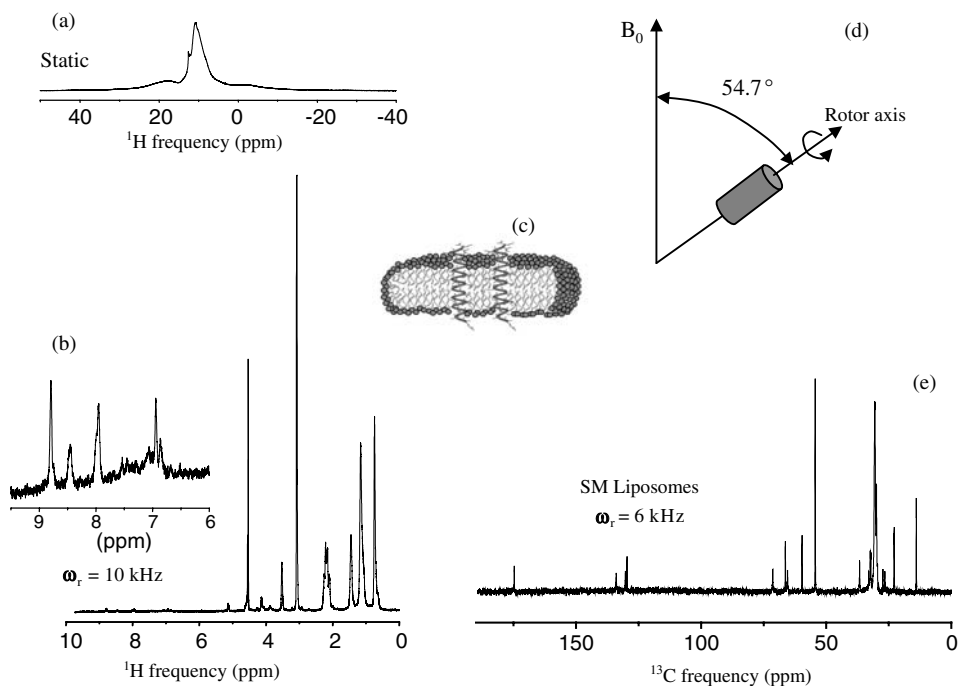 (a)
Static
40 20 0 -20 -40
¹H frequency (ppm)
B₀
(d)
54.7°
Rotor axis
(c)
(b)
9 8 7 6
(ppm)
ωᵣ = 10 kHz
10 8 6 4 2 0
¹H frequency (ppm)
(e)
SM Liposomes
ωᵣ = 6 kHz
150 100 50 0
¹³C frequency (ppm)